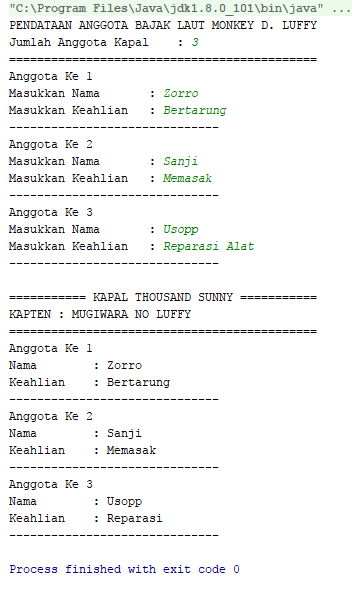 "C:\Program Files\Java\jdk1.8.0_101\bin\java" ...
PENDATAAN ANGGOTA BAJAK LAUT MONKEY D. LUFFY
Jumlah Anggota Kapal    : 3
============================================
Anggota Ke 1
Masukkan Nama       : Zorro
Masukkan Keahlian   : Bertarung
------------------------------
Anggota Ke 2
Masukkan Nama       : Sanji
Masukkan Keahlian   : Memasak
------------------------------
Anggota Ke 3
Masukkan Nama       : Usopp
Masukkan Keahlian   : Reparasi Alat
------------------------------
=========== KAPAL THOUSAND SUNNY ===========
KAPTEN : MUGIWARA NO LUFFY
============================================
Anggota Ke 1
Nama        : Zorro
Keahlian    : Bertarung
------------------------------
Anggota Ke 2
Nama        : Sanji
Keahlian    : Memasak
------------------------------
Anggota Ke 3
Nama        : Usopp
Keahlian    : Reparasi
------------------------------
Process finished with exit code 0